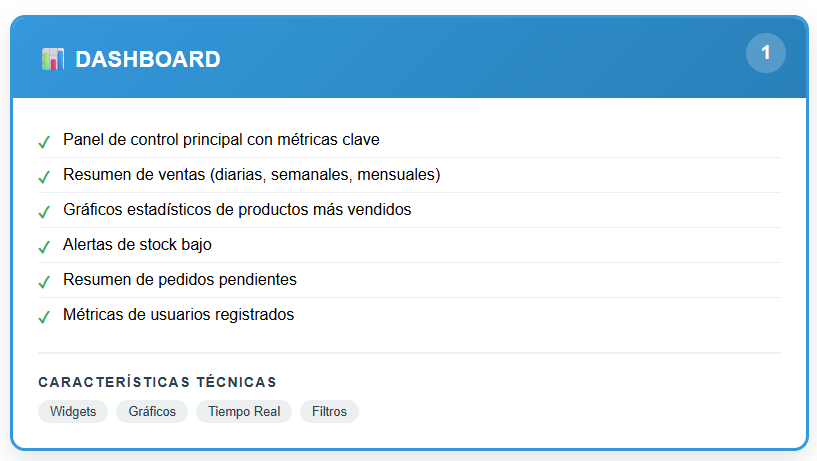 DASHBOARD
1
Panel de control principal con métricas clave
Resumen de ventas (diarias, semanales, mensuales)
Gráficos estadísticos de productos más vendidos
Alertas de stock bajo
Resumen de pedidos pendientes
Métricas de usuarios registrados
CARACTERÍSTICAS TÉCNICAS
Widgets Gráficos Tiempo Real Filtros